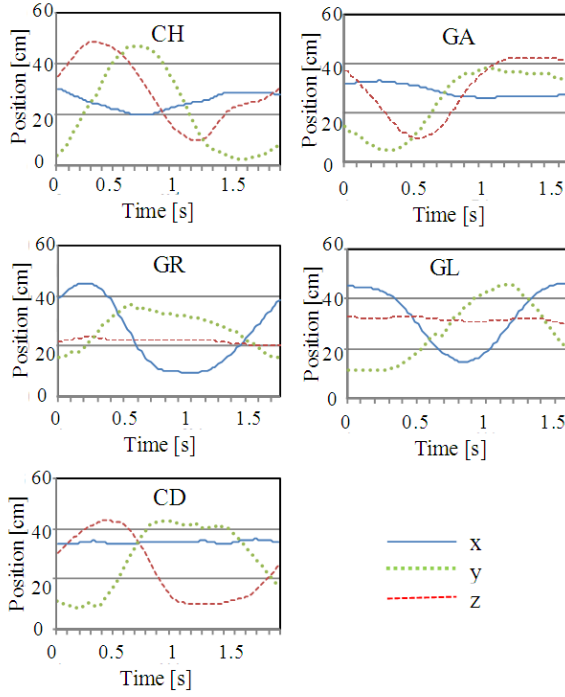 CH
60
40
20
0
Position [cm]
0
0.5
1
1.5
Time [s]
GA
60
40
20
0
Position [cm]
0
0.5
1
1.5
Time [s]
GR
60
40
20
0
Position [cm]
0
0.5
1
1.5
Time [s]
GL
60
40
20
0
Position [cm]
0
0.5
1
1.5
Time [s]
CD
60
40
20
0
Position [cm]
0
0.5
1
1.5
Time [s]
x
y
z